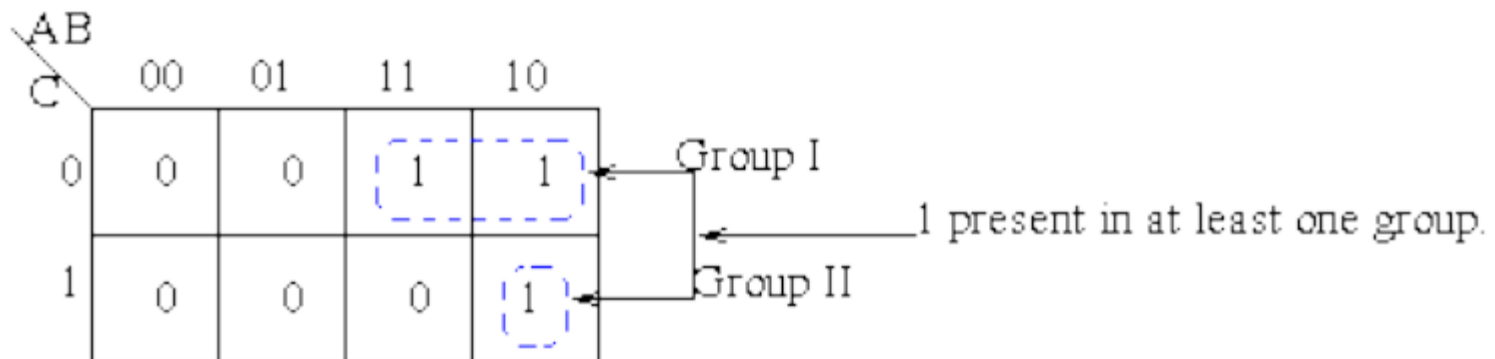 AB
C 00 01 11 10
0 0 0 1 1 Group I
1 present in at least one group.
1 0 0 0 1 Group II